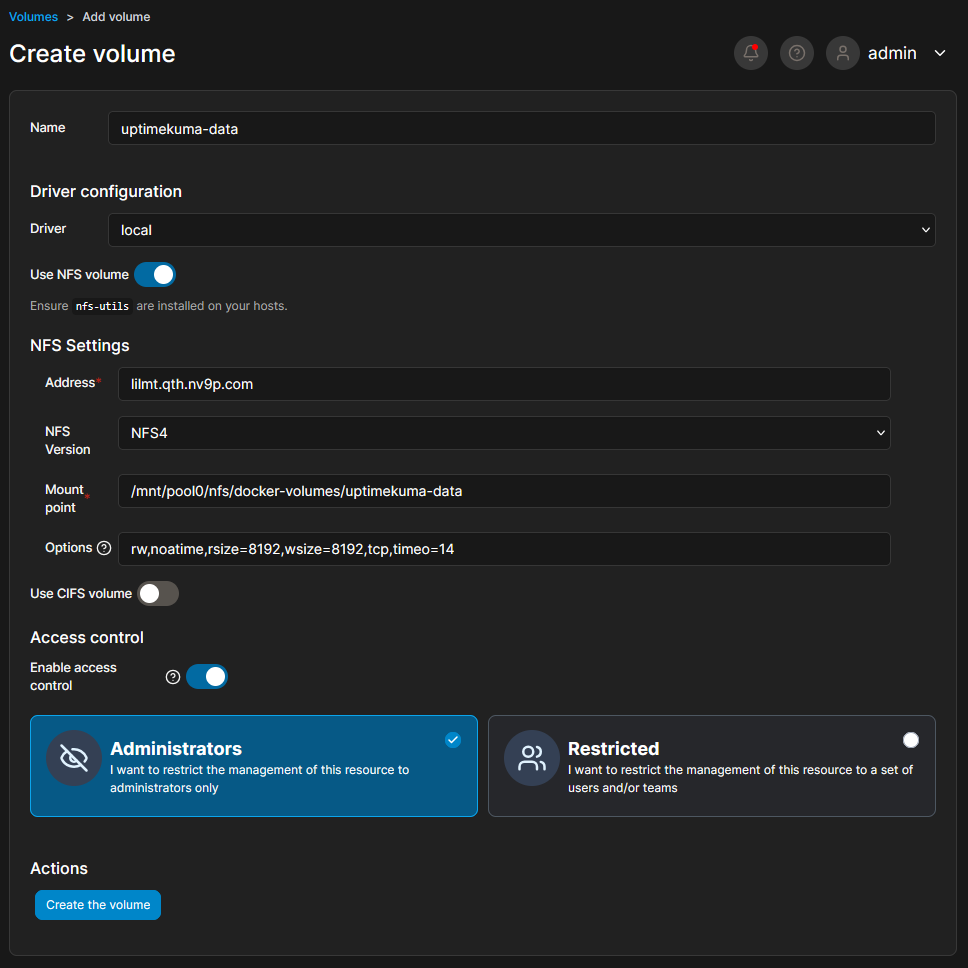 Volumes > Add volume
Create volume
admin
Name
uptimekuma-data
Driver configuration
Driver
local
Use NFS volume
Ensure nfs-utils are installed on your hosts.
NFS Settings
Address*
lilmt.qth.nv9p.com
NFS
Version
NFS4
Mount
point*
/mnt/pool0/nfs/docker-volumes/uptimekuma-data
Options
rw,noatime,rsize=8192,wsize=8192,tcp,timeo=14
Use CIFS volume
Access control
Enable access
control
Administrators
I want to restrict the management of this resource to
administrators only
Restricted
I want to restrict the management of this resource to a set of
users and/or teams
Actions
Create the volume